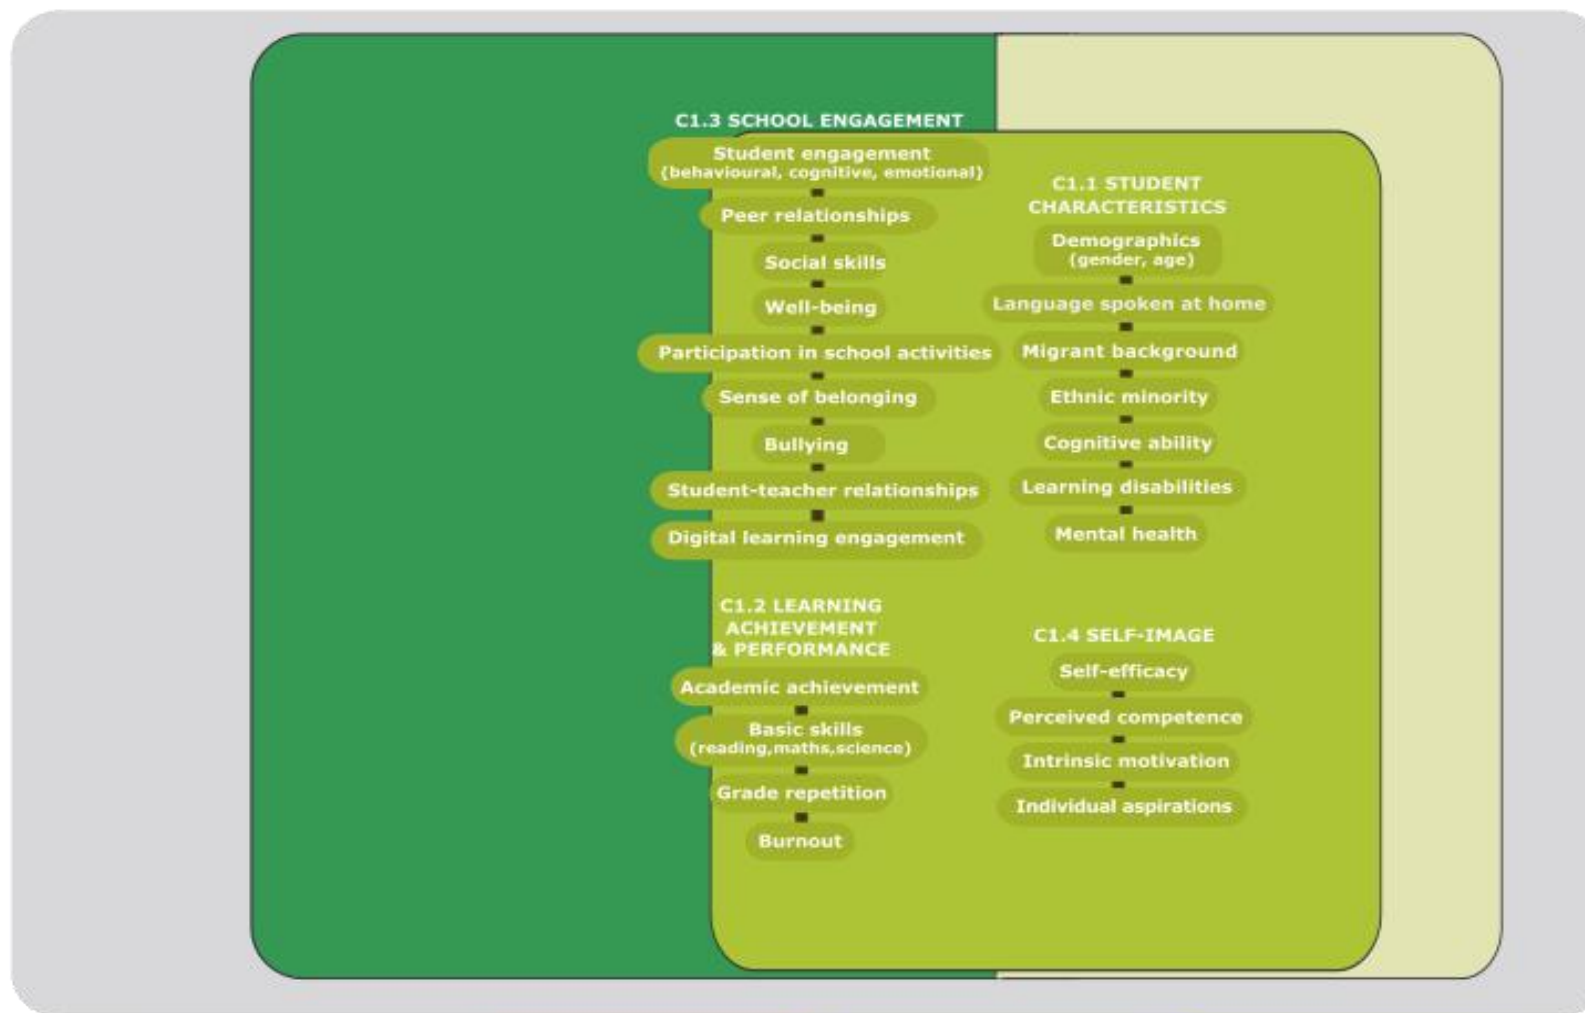 C1.3 SCHOOL ENGAGEMENT
Student engagement
(behavioural, cognitive, emotional)
Peer relationships
Social skills
Well-being
Participation in school activities
Sense of belonging
Bullying
Student-teacher relationships
Digital learning engagement
C1.1 STUDENT
CHARACTERISTICS
Demographics
(gender, age)
Language spoken at home
Migrant background
Ethnic minority
Cognitive ability
Learning disabilities
Mental health
C1.2 LEARNING
ACHIEVEMENT
& PERFORMANCE
Academic achievement
Basic skills
(reading,maths,science)
Grade repetition
Burnout
C1.4 SELF-IMAGE
Self-efficacy
Perceived competence
Intrinsic motivation
Individual aspirations